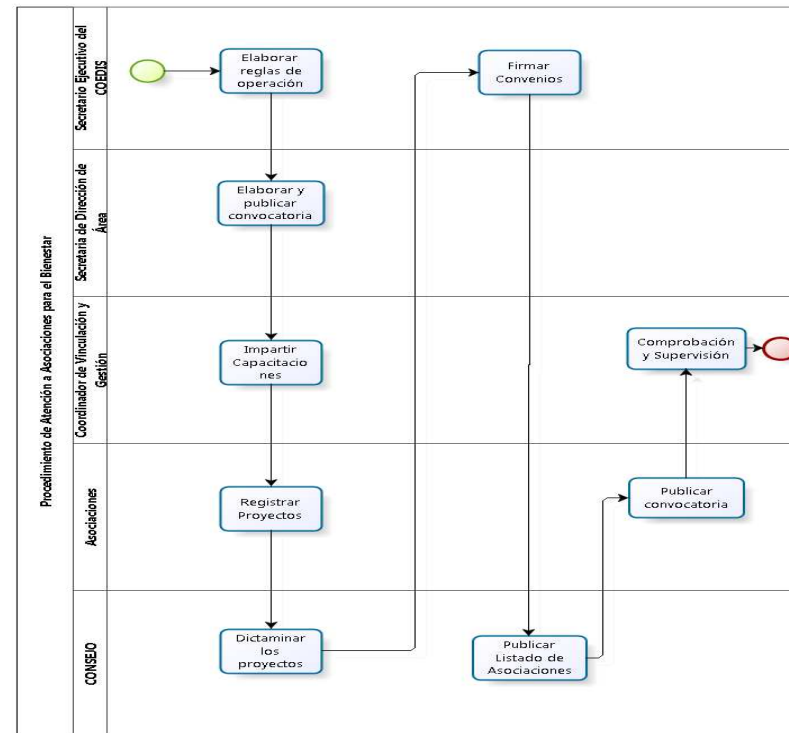 Procedimiento de Atención a Asociaciones para el Bienestar
Secretario Ejecutivo del
COEDIS
Elaborar
reglas de
operación
Firmar
Convenios
Secretaria de Dirección de
Área
Elaborar y
publicar
convocatoria
Coordinador de Vinculación y
Gestión
Impartir
Capacitacio
nes
Comprobación
y Supervisión
Asociaciones
Registrar
Proyectos
Publicar
convocatoria
CONSEJO
Dictaminar
los
proyectos
Publicar
Listado de
Asociaciones